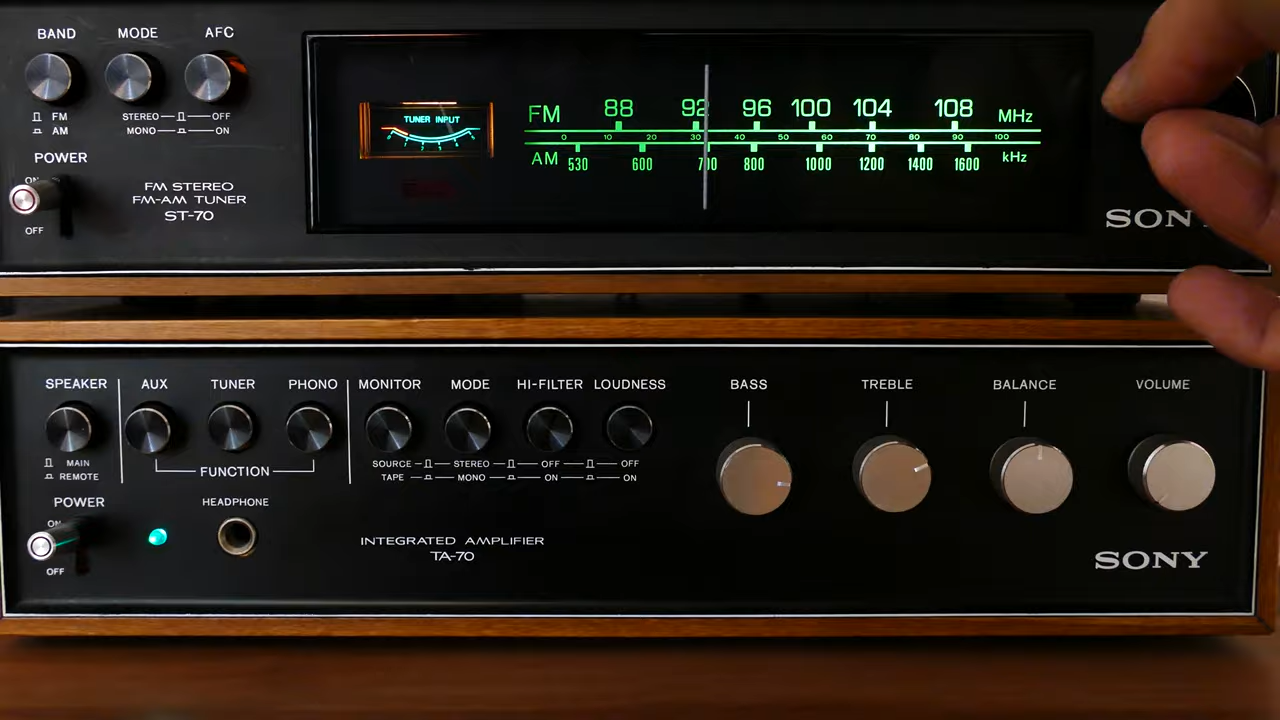 BAND MODE AFC
FM STEREO OFF
AM MONO ON
POWER
ON
OFF
FM STEREO
FM-AM TUNER
ST-70
TUNER INPUT
FM 88 92 96 100 104 108 MHz
0 10 20 30 40 50 60 70 80 90 100
AM 530 600 700 800 1000 1200 1400 1600 kHz
SONY
SPEAKER AUX TUNER PHONO MONITOR MODE HI-FILTER LOUDNESS BASS TREBLE BALANCE VOLUME
MAIN SOURCE STEREO OFF OFF
REMOTE FUNCTION TAPE MONO ON ON
POWER HEADPHONE
ON
OFF
INTEGRATED AMPLIFIER
TA-70
SONY